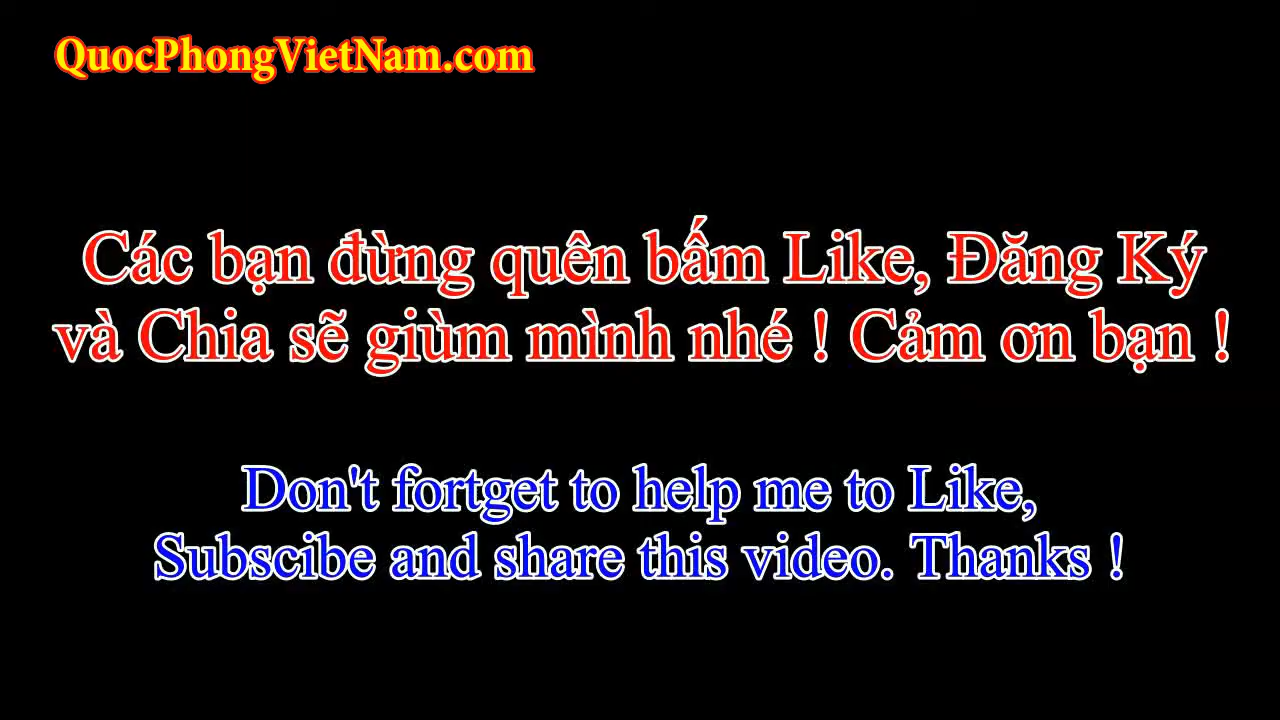 QuocPhongVietNam.com
Các bạn đừng quên bấm Like, Đăng Ký
và Chia sẽ giùm mình nhé ! Cảm ơn bạn !
Don't fortget to help me to Like,
Subscibe and share this video. Thanks !